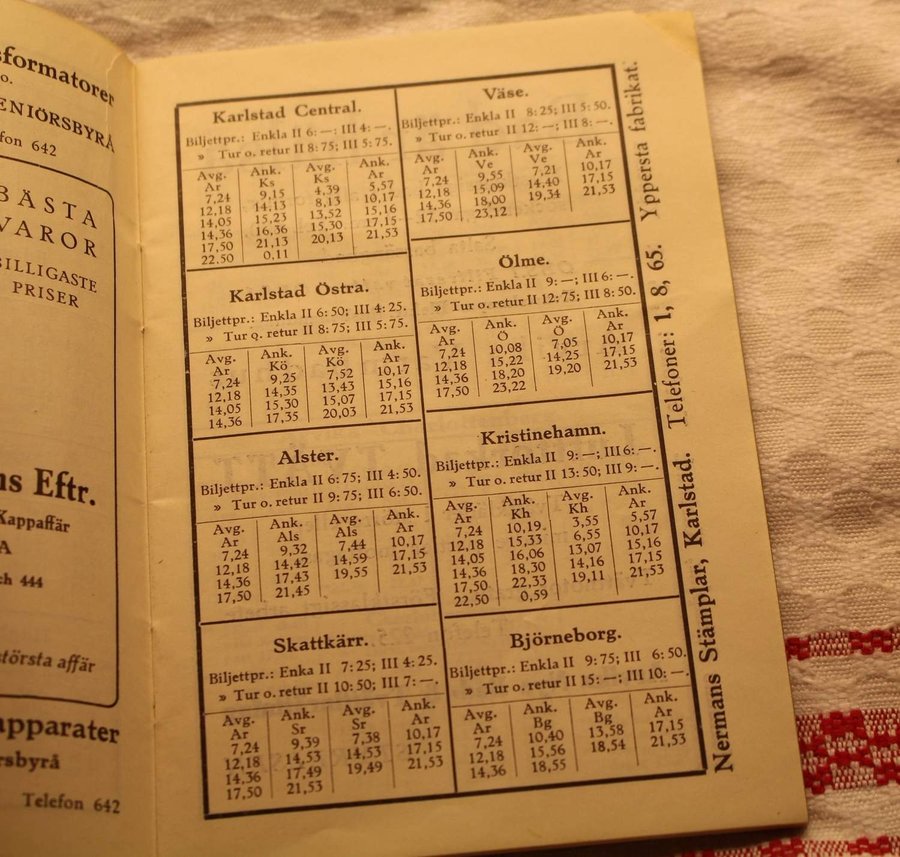 sformatorer
o.
ENIÖRSBYRÅ
fon 642
BÄSTA
VAROR
BILLIGASTE
PRISER
ns Eftr.
Kappaffär
A
ch 444
största affär
apparater
rsbyrå
Telefon 642
Karlstad Central.
Biljettpr.: Enkla II 6: —; III 4: —.
» Tur o. retur II 8: 75; III 5: 75.
Avg. Ank. Avg. Ank.
Ar Ks Ks Ar
7,24 9,15 4,39 5,57
12,18 14,13 8,13 10,17
14,05 15,23 13,52 15,16
14,36 16,36 15,30 17,15
17,50 21,13 20,13 21,53
22,50 0,11
Karlstad Östra.
Biljettpr.: Enkla II 6: 50; III 4: 25.
» Tur o. retur II 8: 75; III 5: 75.
Avg. Ank. Avg. Ank.
Ar Kö Kö Ar
7,24 9,25 7,52 10,17
12,18 14,35 13,43 15,16
14,05 15,30 15,07 17,15
14,36 17,35 20,03 21,53
Alster.
Biljettpr.: Enkla II 6: 75; III 4: 50.
» Tur o. retur II 9: 75; III 6: 50.
Avg. Ank. Avg. Ank.
Ar Als Als Ar
7,24 9,32 7,44 10,17
12,18 14,42 14,59 17,15
14,36 17,43 19,55 21,53
17,50 21,45
Skattkärr.
Biljettpr.: Enka II 7: 25; III 4: 25.
» Tur o. retur II 10: 50; III 7: —.
Avg. Ank. Avg. Ank.
Ar Sr Sr Ar
7,24 9,39 7,38 10,17
12,18 14,53 14,53 17,15
14,36 17,49 19,49 21,53
17,50 21,53
Väse.
Biljettpr.: Enkla II 8: 25; III 5: 50.
» Tur o. retur II 12: —; III 8: —.
Avg. Ank. Avg. Ank.
Ar Ve Ve Ar
7,24 9,55 7,21 10,17
12,18 15,09 14,40 17,15
14,36 18,00 19,34 21,53
17,50 23,12
Ölme.
Biljettpr.: Enkla II 9: —; III 6: —.
» Tur o. retur II 12: 75; III 8: 50.
Avg. Ank. Avg. Ank.
Ar Ö Ö Ar
7,24 10,08 7,05 10,17
12,18 15,22 14,25 17,15
14,36 18,20 19,20 21,53
17,50 23,22
Kristinehamn.
Biljettpr.: Enkla II 9: —; III 6: —.
» Tur o. retur II 13: 50; III 9: —.
Avg. Ank. Avg. Ank.
Ar Kh Kh Ar
7,24 10,19 3,55 5,57
12,18 15,33 6,55 10,17
14,05 16,06 13,07 15,16
14,36 18,30 14,16 17,15
17,50 22,33 19,11 21,53
22,50 0,59
Björneborg.
Biljettpr.: Enkla II 9: 75; III 6: 50.
» Tur o. retur II 15: —; III 10: —.
Avg. Ank. Avg. Ank.
Ar Bg Bg Ar
7,24 10,40 13,58 17,15
12,18 15,56 18,54 21,53
14,36 18,55
Nermans Stämplar, Karlstad. Telefoner: 1, 8, 65. Yppersta fabrikat.